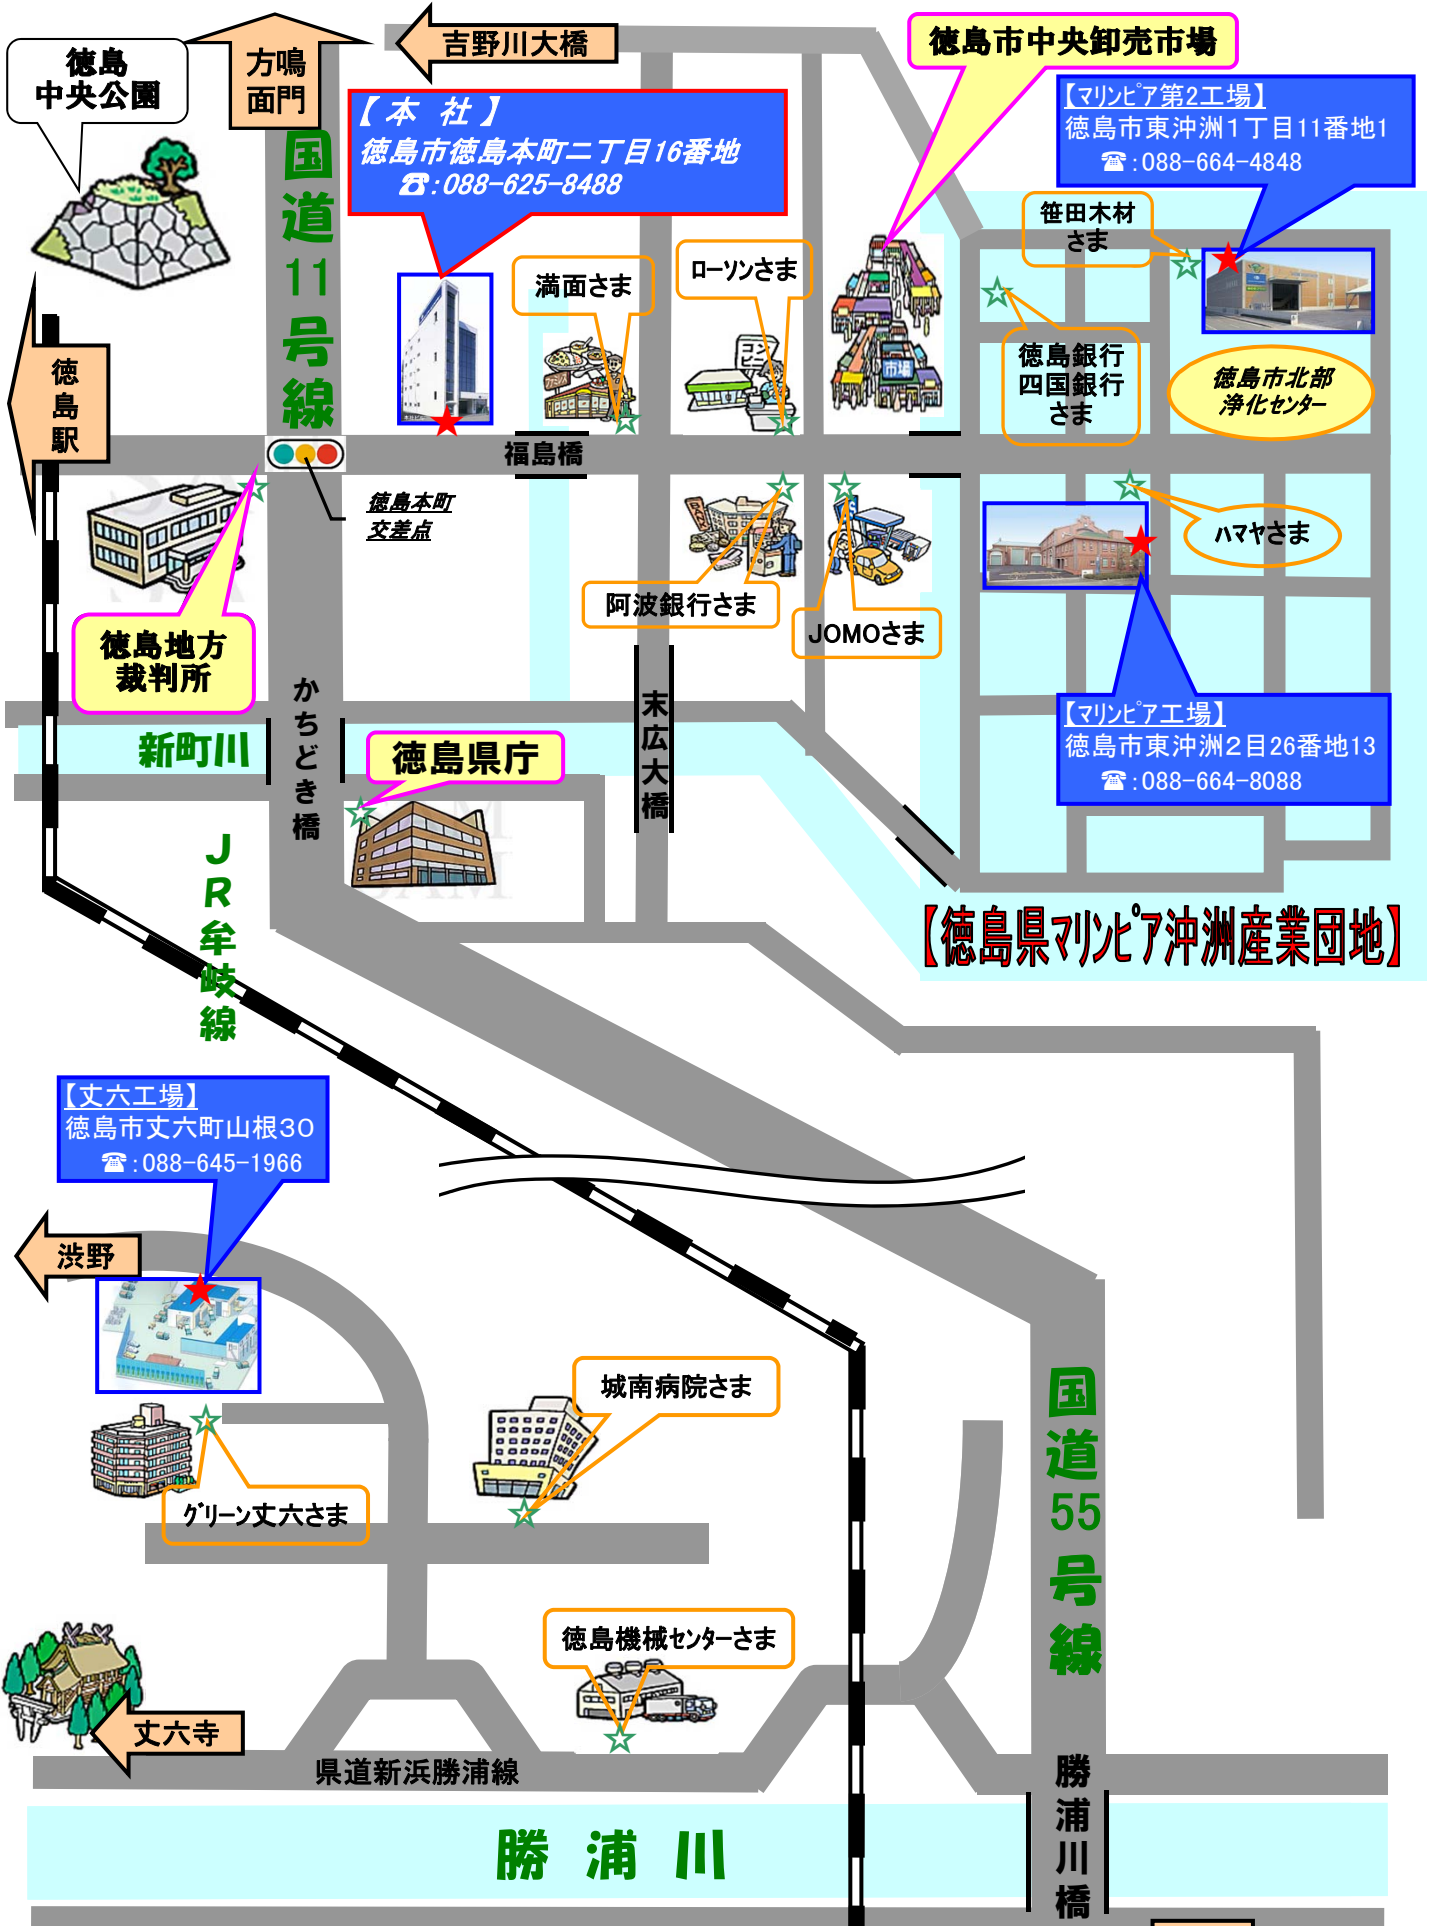 徳島
中央公園
方鳴
面門
吉野川大橋
徳島市中央卸売市場
【マリンピア第2工場】
徳島市東沖洲1丁目11番地1
☎:088-664-4848
【 本 社 】
徳島市徳島本町二丁目16番地
☎:088-625-8488
国道11号線
笹田木材
さま
満面さま
ローソンさま
コンビニ
市場
徳島銀行
四国銀行
さま
徳島市北部
浄化センター
徳島駅
福島橋
徳島本町
交差点
BANK
ハマヤさま
阿波銀行さま
JOMOさま
徳島地方
裁判所
かちどき橋
末広大橋
【マリンピア工場】
徳島市東沖洲2目26番地13
☎:088-664-8088
新町川
徳島県庁
JR牟岐線
【徳島県マリンピア沖洲産業団地】
【丈六工場】
徳島市丈六町山根30
☎:088-645-1966
渋野
城南病院さま
国道55号線
グリーン丈六さま
徳島機械センターさま
丈六寺
県道新浜勝浦線
勝浦川橋
勝 浦 川